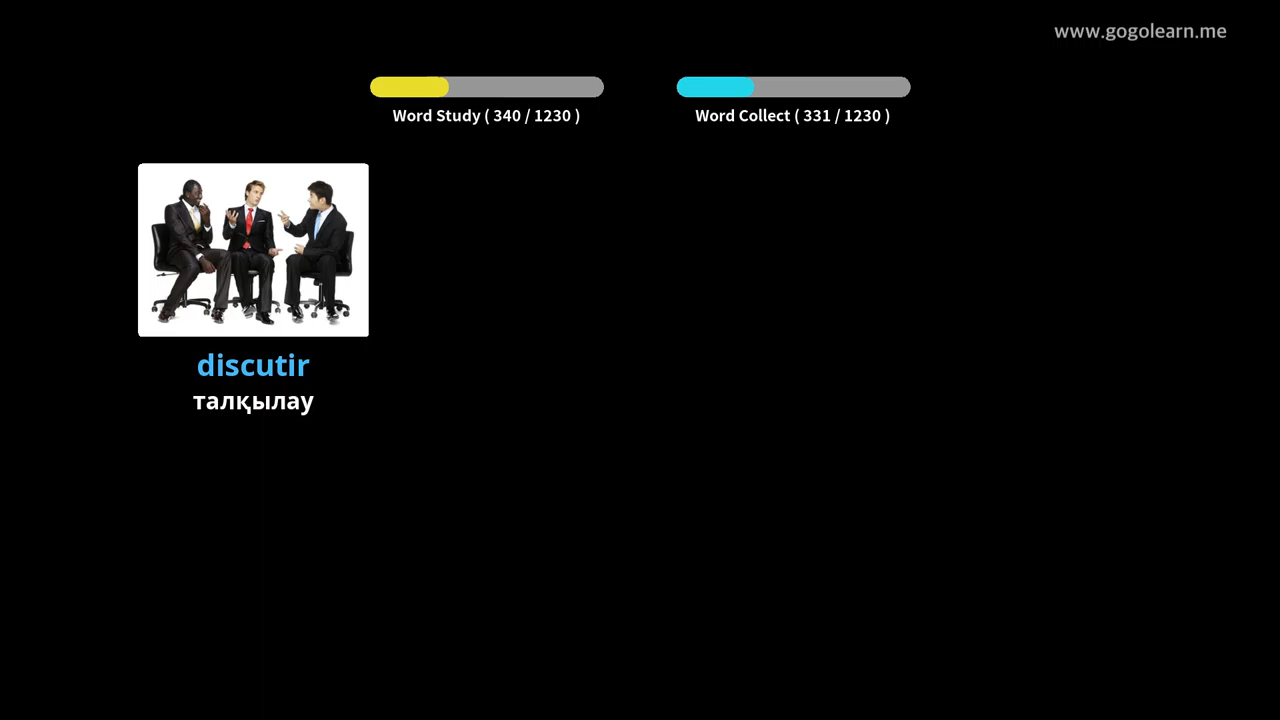 www.gogolearn.me
Word Study ( 340 / 1230 )
Word Collect ( 331 / 1230 )
discutir
талқылау